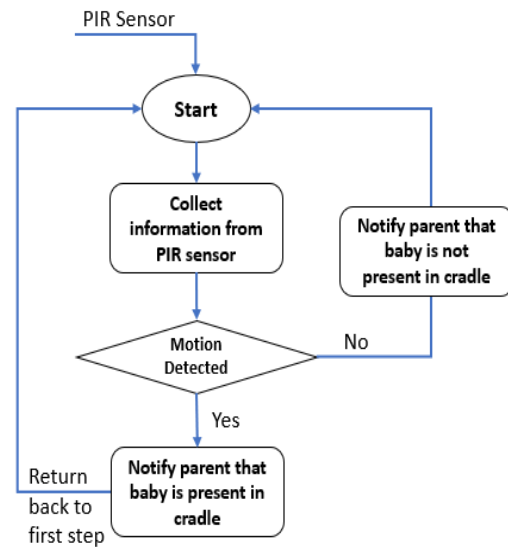 PIR Sensor
Start
Collect
information from
PIR sensor
Notify parent that
baby is not
present in cradle
Motion
Detected
No
Yes
Notify parent that
baby is present in
cradle
Return
back to
first step